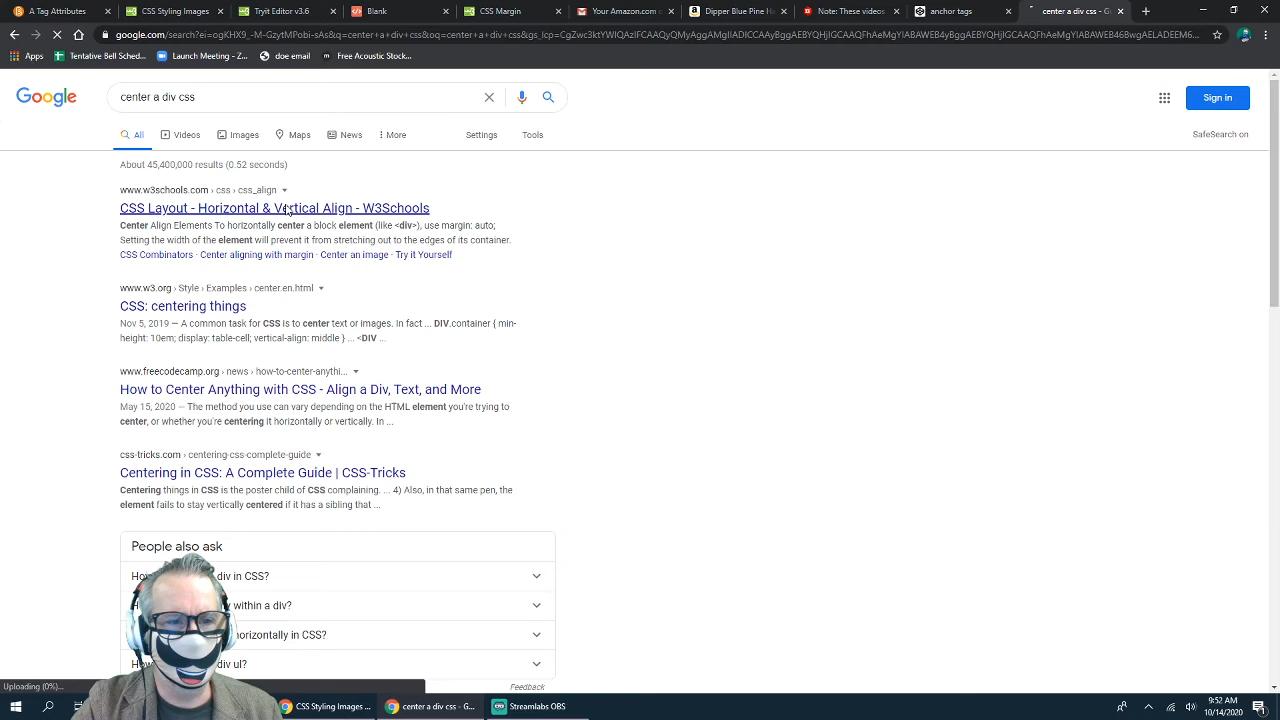 A Tag Attributes
CSS Styling Images
Tryit Editor v3.6
Blank
CSS Margin
Your Amazon.com o
Dipper Blue Pine Ha
Note: These videos
anchor tags
center a div css - G
google.com/search?
Apps
Tentative Bell Sched...
Launch Meeting - Z...
doe email
Free Acoustic Stock...
Google
center a div css
Sign in
All
Videos
Images
Maps
News
More
Settings
Tools
SafeSearch on
About 45,400,000 results (0.52 seconds)
www.w3schools.com › css › css_align
CSS Layout - Horizontal & Vertical Align - W3Schools
Center Align Elements To horizontally center a block element (like <div>), use margin: auto;
Setting the width of the element will prevent it from stretching out to the edges of its container.
CSS Combinators · Center aligning with margin · Center an image · Try it Yourself
www.w3.org › Style › Examples › center.en.html
CSS: centering things
Nov 5, 2019 — A common task for CSS is to center text or images. In fact ... DIV.container { min-
height: 10em; display: table-cell; vertical-align: middle } ... <DIV ...
www.freecodecamp.org › news › how-to-center-anythi...
How to Center Anything with CSS - Align a Div, Text, and More
May 15, 2020 — The method you use can vary depending on the HTML element you're trying to
center, or whether you're centering it horizontally or vertically. In ...
css-tricks.com › centering-css-complete-guide
Centering in CSS: A Complete Guide | CSS-Tricks
Centering things in CSS is the poster child of CSS complaining. ... 4) Also, in that same pen, the
element fails to stay vertically centered if it has a sibling that ...
People also ask
div in CSS?
within a div?
horizontally in CSS?
div ul?
Feedback
Uploading (0%)...
CSS Styling Images ...
center a div css - G...
Streamlabs OBS
9:52 AM
10/14/2020